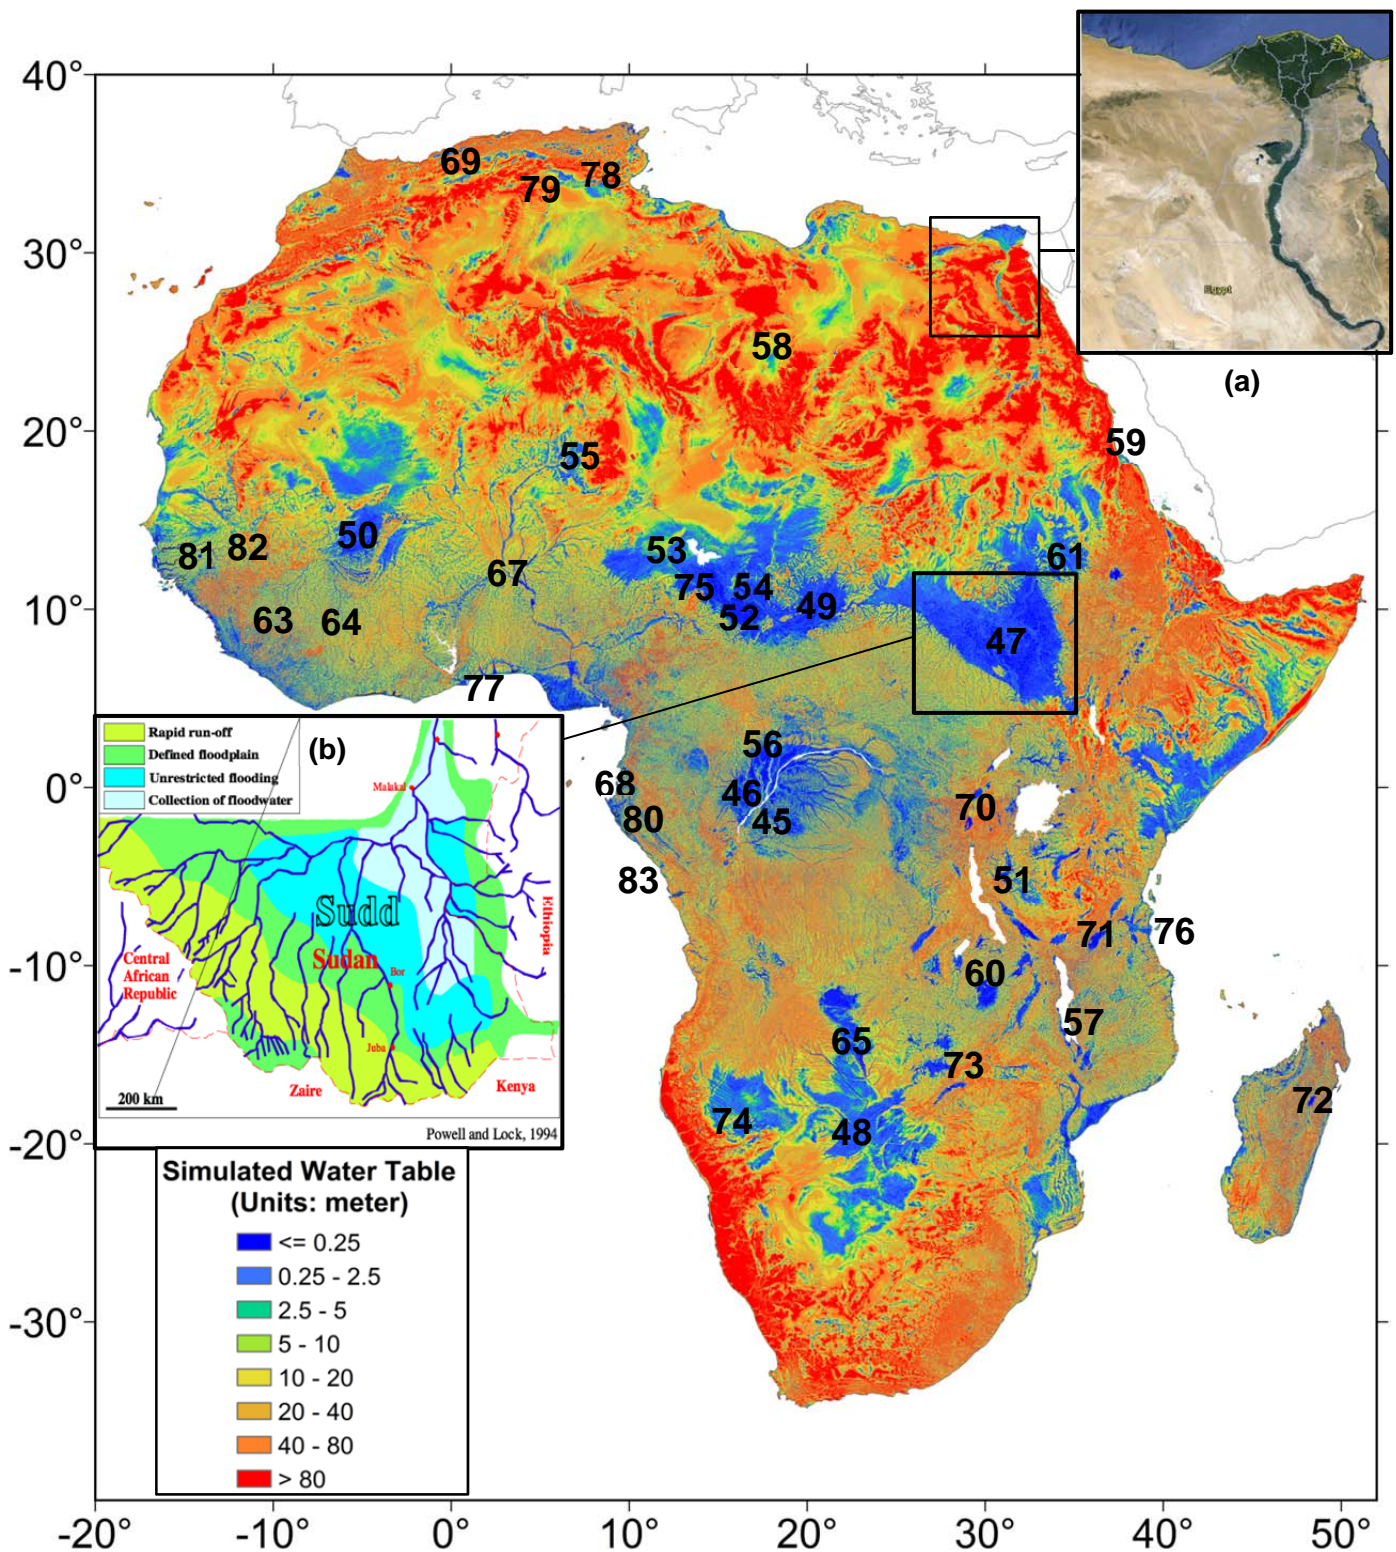 40°
30°
20°
10°
0°
-10°
-20°
-30°
-20°
-10°
0°
10°
20°
30°
40°
50°
69
79
78
58
59
55
50
53
61
81
82
67
75
54
49
52
63
64
47
77
56
68
46
80
45
70
83
51
71
76
60
57
65
73
72
74
48
Egypt
(a)
(b)
Rapid run-off
Defined floodplain
Unrestricted flooding
Collection of floodwater
Malakal
Sudd
Sudan
Bor
Juba
Ethiopia
Central
African
Republic
Zaire
Kenya
200 km
Powell and Lock, 1994
Simulated Water Table
(Units: meter)
<= 0.25
0.25 - 2.5
2.5 - 5
5 - 10
10 - 20
20 - 40
40 - 80
> 80